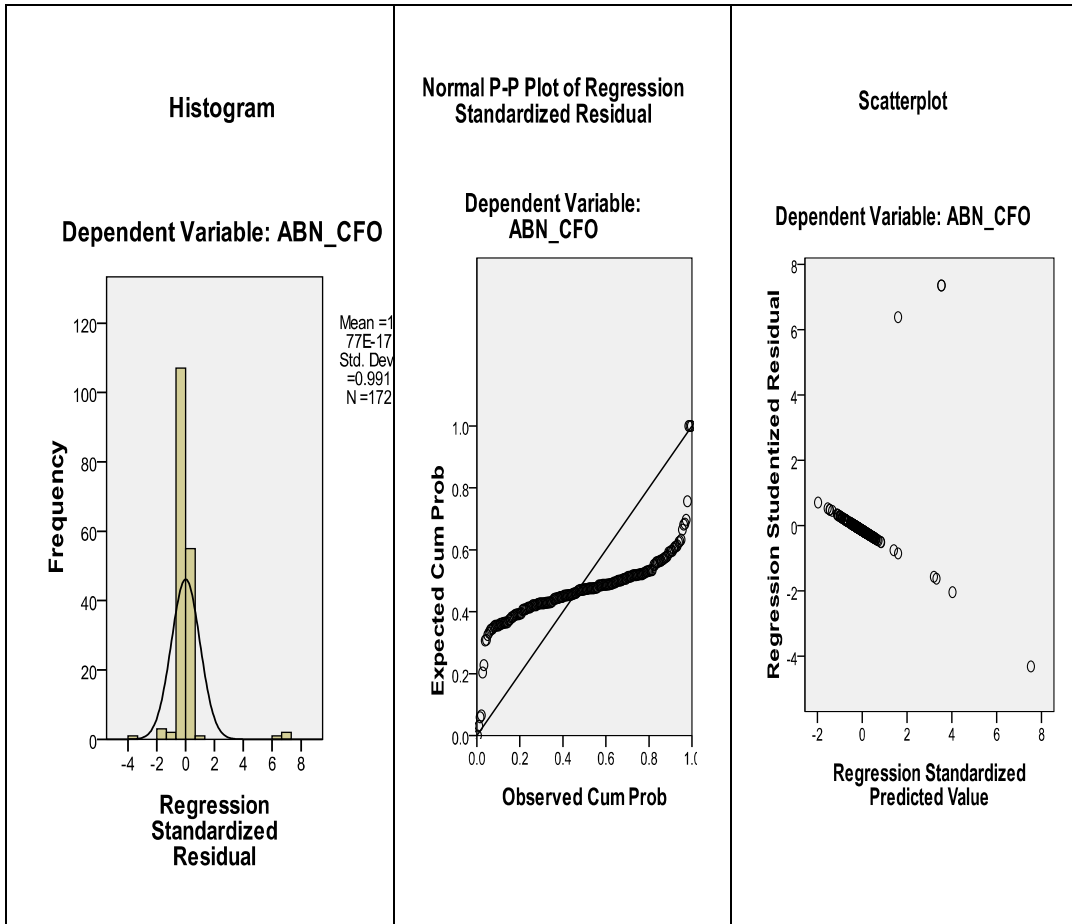 Histogram
Dependent Variable: ABN_CFO
120
100
80
60
40
20
0
Frequency
-4 -2 0 2 4 6 8
Regression
Standardized
Residual
Mean =1
77E-17
Std. Dev
=0.991
N =172
Normal P-P Plot of Regression
Standardized Residual
Dependent Variable:
ABN_CFO
1.0
0.8
0.6
0.4
0.2
0.0
Expected Cum Prob
0.0 0.2 0.4 0.6 0.8 1.0
Observed Cum Prob
Scatterplot
Dependent Variable: ABN_CFO
8
6
4
2
0
-2
-4
Regression Studentized Residual
-2 0 2 4 6 8
Regression Standardized
Predicted Value